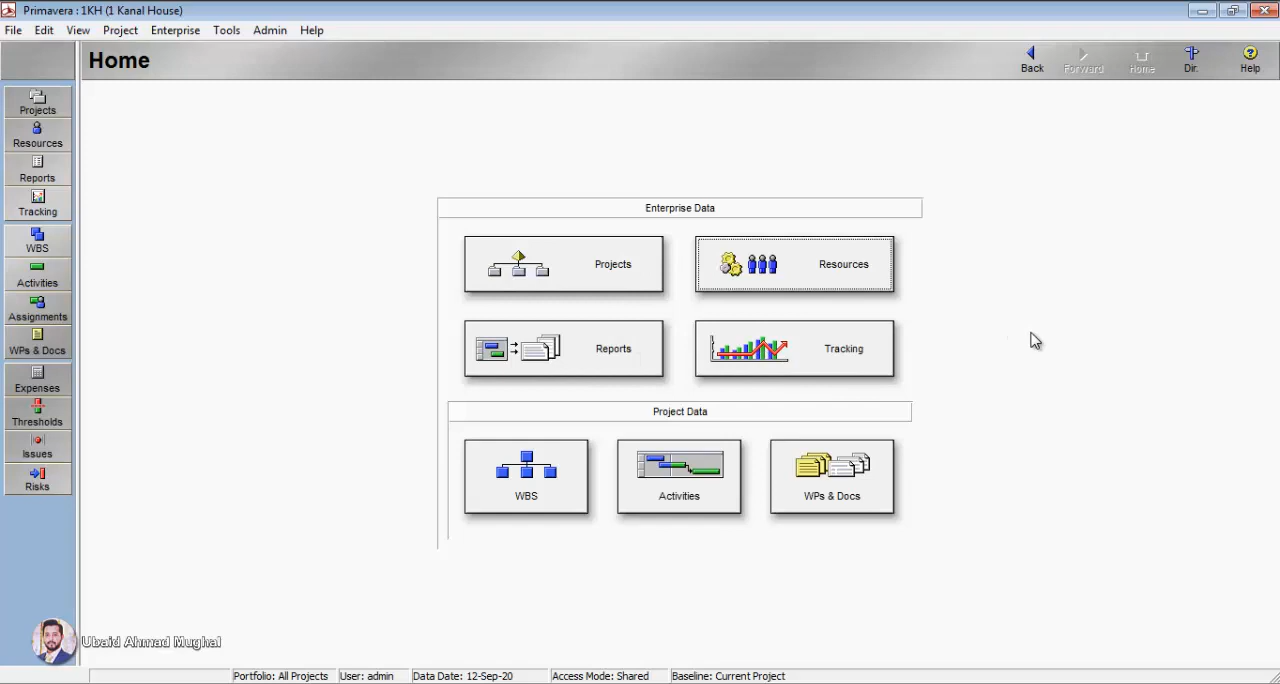 Primavera : 1KH (1 Kanal House)
File Edit View Project Enterprise Tools Admin Help
Home
Back Forward Home Dir. Help
Projects
Resources
Reports
Tracking
WBS
Activities
Assignments
WPs & Docs
Expenses
Thresholds
Issues
Risks
Enterprise Data
Projects Resources
Reports Tracking
Project Data
WBS Activities WPs & Docs
Ubaid Ahmad Mughal
Portfolio: All Projects User: admin Data Date: 12-Sep-20 Access Mode: Shared Baseline: Current Project